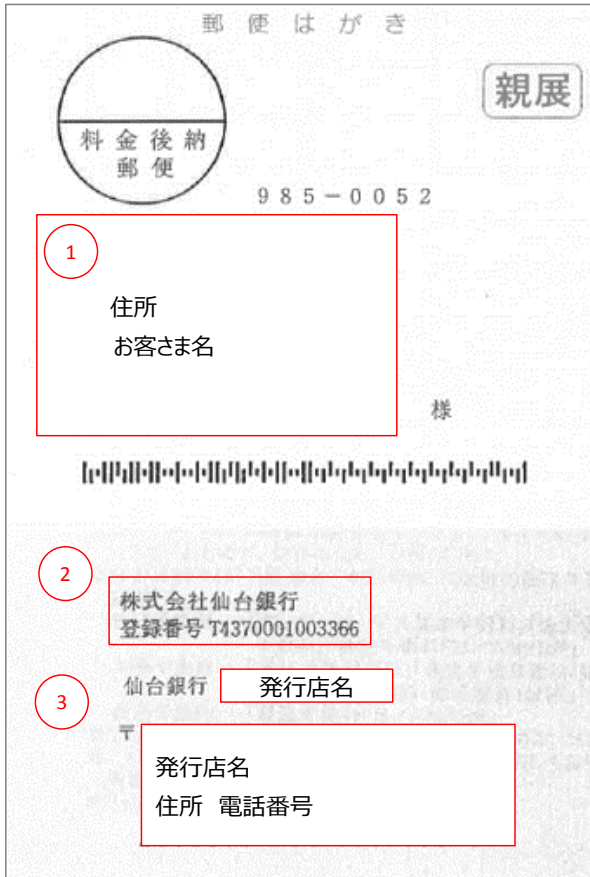 郵便はがき
親展
料金後納
郵便
985-0052
1
住所
お客さま名
様
2
株式会社仙台銀行
登録番号 T4370001003366
3
仙台銀行 発行店名
〒
発行店名
住所 電話番号